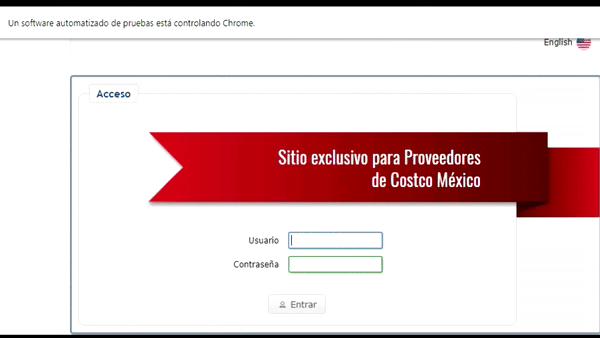 Un software automatizado de pruebas está controlando Chrome.
English
Acceso
Sitio exclusivo para Proveedores
de Costco México
Usuario
Contraseña
Entrar